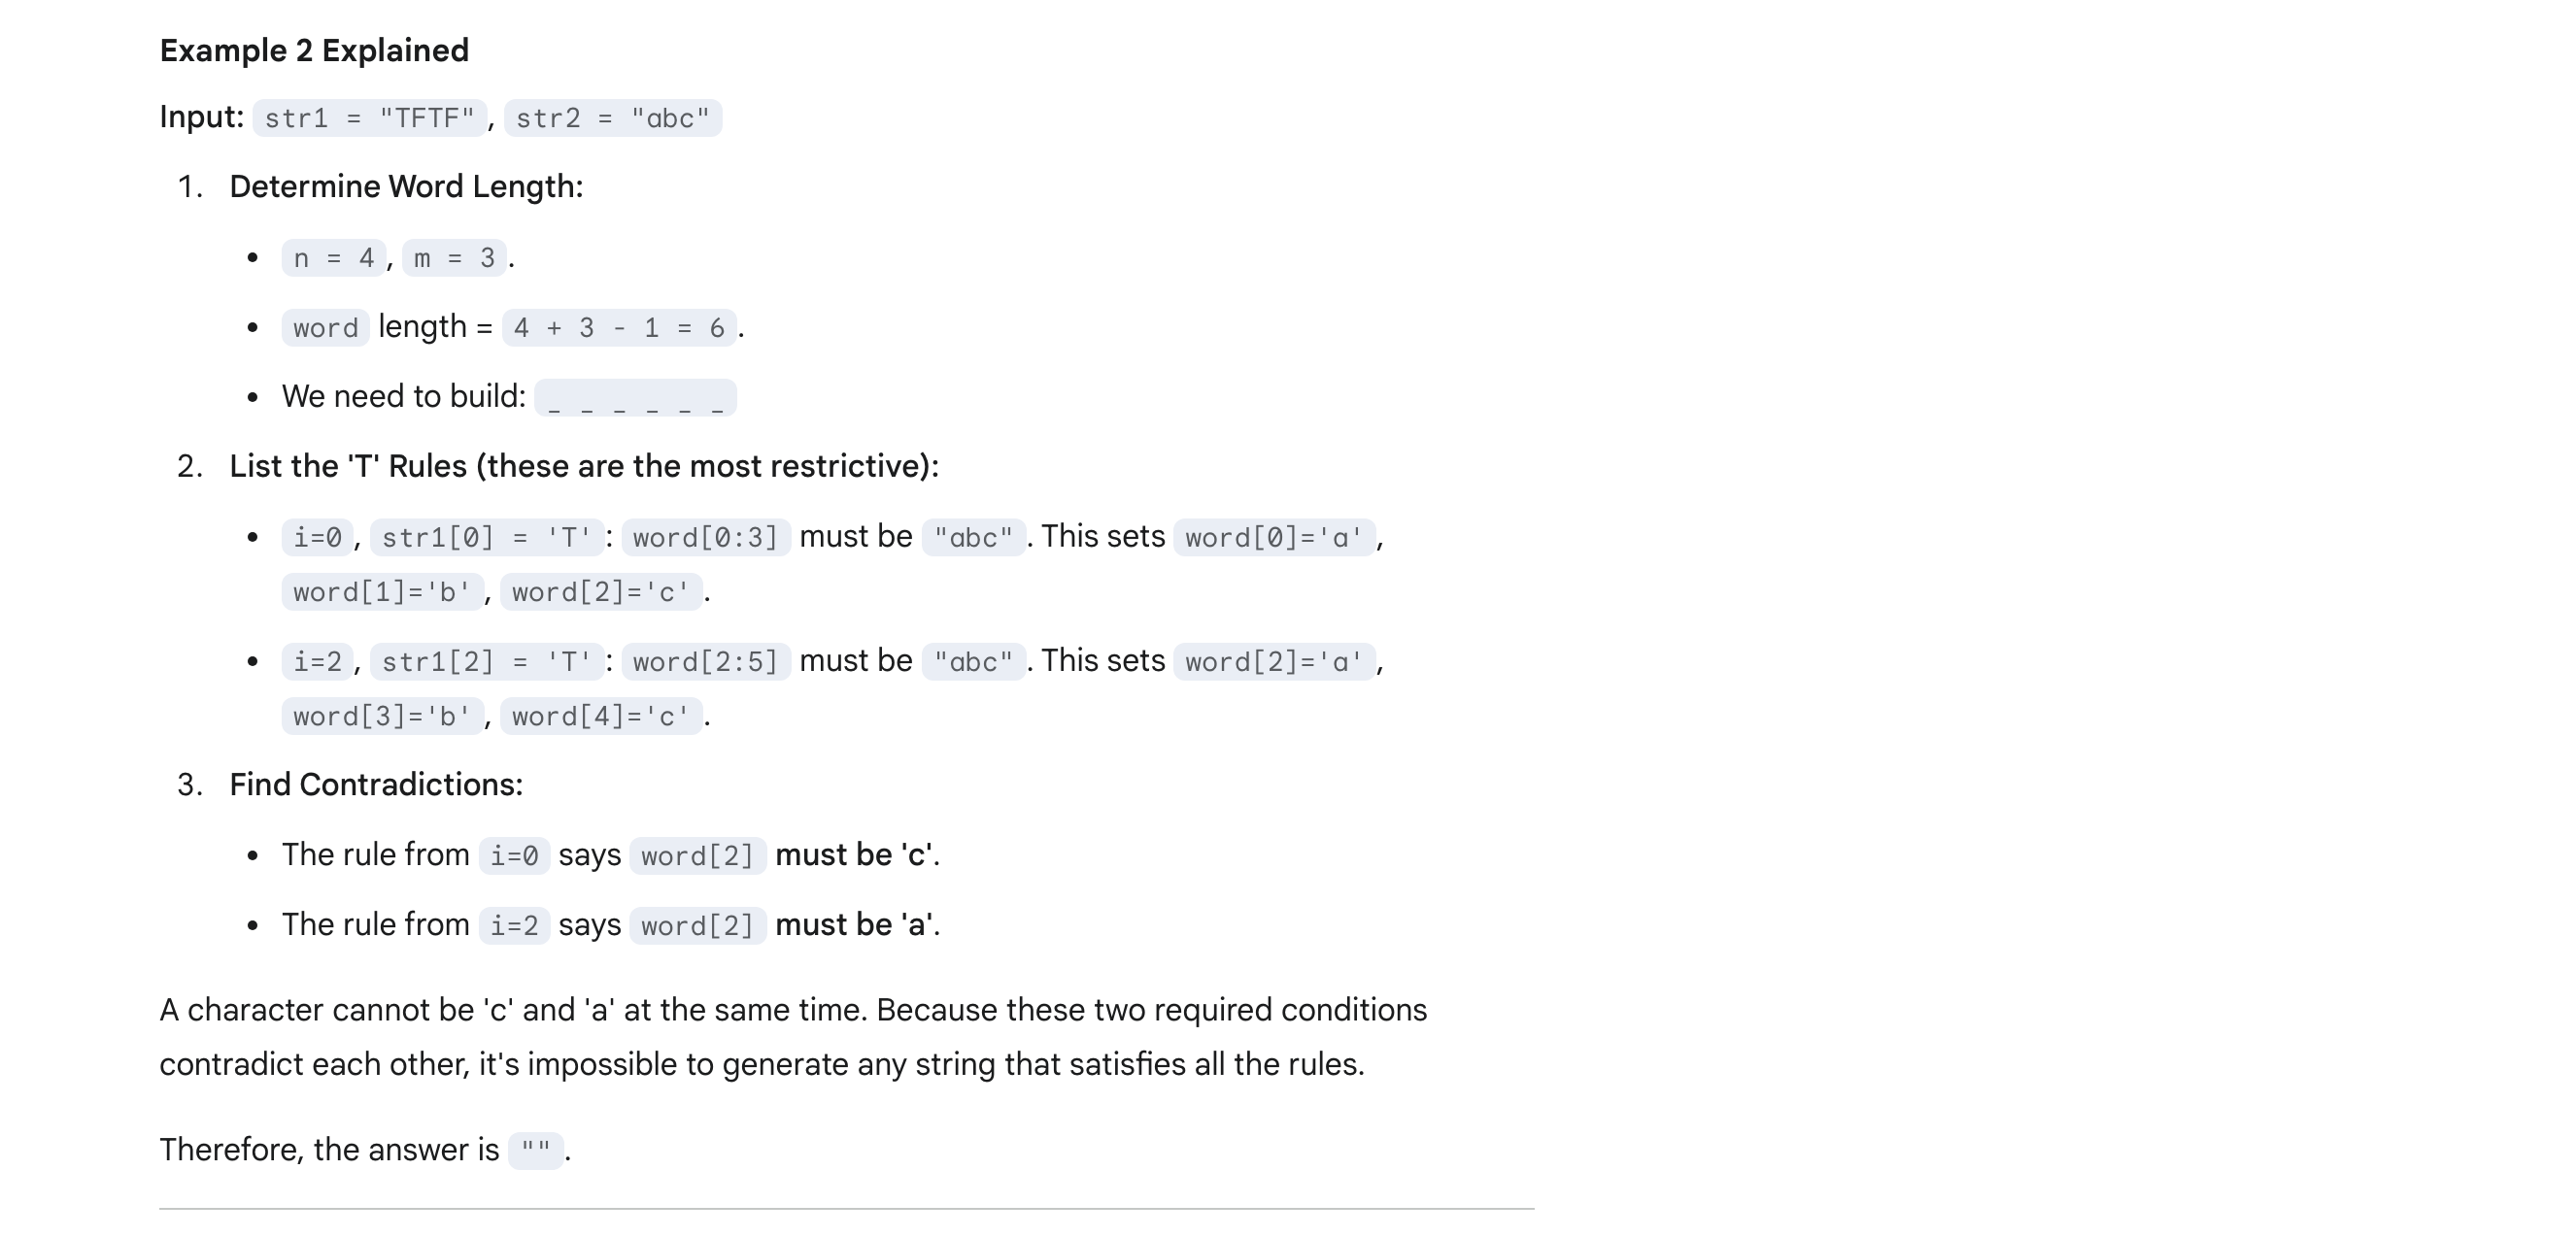 Example 2 Explained
Input: str1 = "TFTF", str2 = "abc"
1. Determine Word Length:
• n = 4, m = 3.
• word length = 4 + 3 - 1 = 6.
• We need to build: _ _ _ _ _ _
2. List the 'T' Rules (these are the most restrictive):
• i=0, str1[0] = 'T': word[0:3] must be "abc". This sets word[0]='a',
word[1]='b', word[2]='c'.
• i=2, str1[2] = 'T': word[2:5] must be "abc". This sets word[2]='a',
word[3]='b', word[4]='c'.
3. Find Contradictions:
• The rule from i=0 says word[2] must be 'c'.
• The rule from i=2 says word[2] must be 'a'.
A character cannot be 'c' and 'a' at the same time. Because these two required conditions
contradict each other, it's impossible to generate any string that satisfies all the rules.
Therefore, the answer is "".